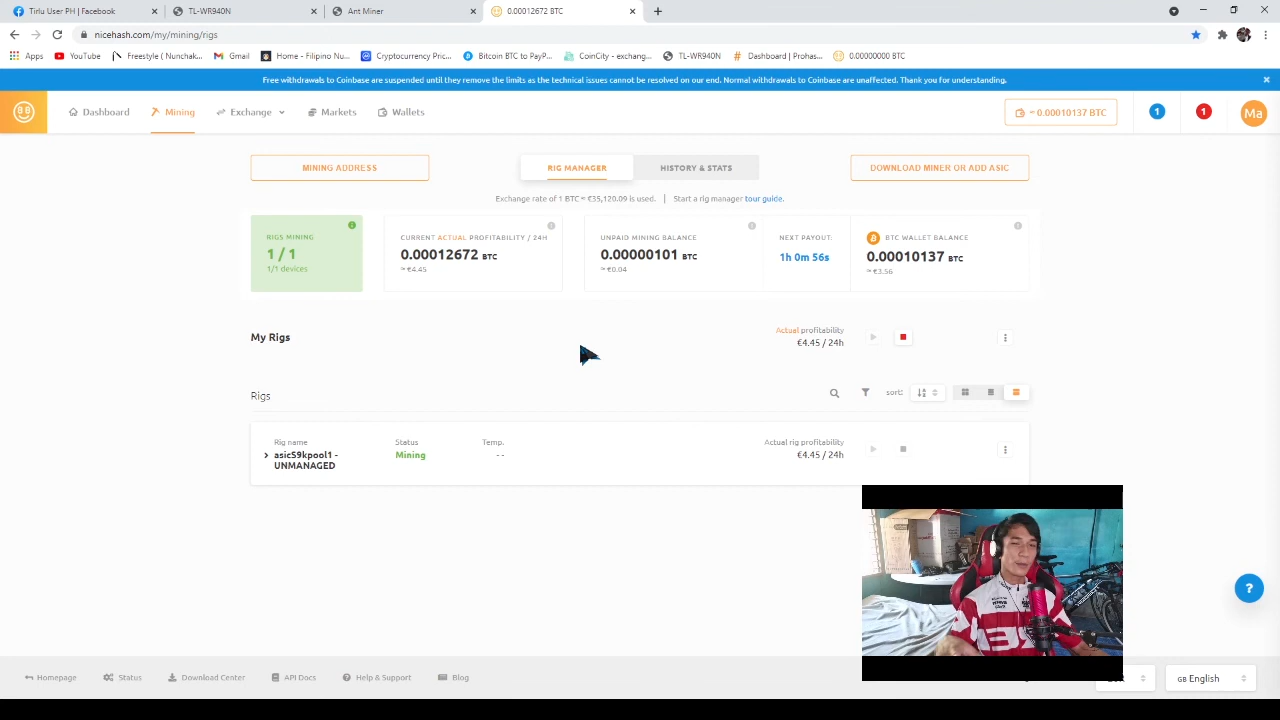 Tirlu User PH | Facebook
TL-WR940N
Ant Miner
0.00012672 BTC
nicehash.com/my/mining/rigs
Apps
YouTube
Freestyle ( Nunchak...
Gmail
Home - Filipino Nu...
Cryptocurrency Pric...
Bitcoin BTC to PayP...
CoinCity - exchang...
TL-WR940N
Dashboard | Prohas...
0.00000000 BTC
Free withdrawals to Coinbase are suspended until they remove the limits as the technical issues cannot be resolved on our end. Normal withdrawals to Coinbase are unaffected. Thank you for understanding.
Dashboard
Mining
Exchange
Markets
Wallets
≈ 0.00010137 BTC
1
1
Ma
MINING ADDRESS
RIG MANAGER
HISTORY & STATS
DOWNLOAD MINER OR ADD ASIC
Exchange rate of 1 BTC ≈ €35,120.09 is used. | Start a rig manager tour guide.
RIGS MINING
1 / 1
1/1 devices
CURRENT ACTUAL PROFITABILITY / 24H
0.00012672 BTC
≈ €4.45
UNPAID MINING BALANCE
0.00000101 BTC
≈ €0.04
NEXT PAYOUT:
1h 0m 56s
BTC WALLET BALANCE
0.00010137 BTC
≈ €3.56
My Rigs
Actual profitability
€4.45 / 24h
Rigs
sort:
Rig name
asicS9kpool1 -
UNMANAGED
Status
Mining
Temp.
- -
Actual rig profitability
€4.45 / 24h
?
Homepage
Status
Download Center
API Docs
Help & Support
Blog
GB English